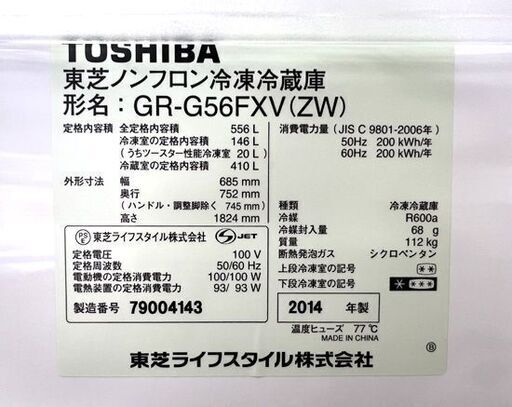 TOSHIBA
東芝ノンフロン冷凍冷蔵庫
形名：GR-G56FXV(ZW)
定格内容積 全定格内容積 556 L
冷凍室の定格内容積 146 L
(うちツースター性能冷凍室 20 L)
冷蔵室の定格内容積 410 L
外形寸法 幅 685 mm
奥行 752 mm
(ハンドル・調整脚除く 745 mm)
高さ 1824 mm
消費電力量 (JIS C 9801-2006年)
50Hz 200 kWh/年
60Hz 200 kWh/年
種類 冷凍冷蔵庫
冷媒 R600a
冷媒封入量 68 g
質量 112 kg
断熱発泡ガス シクロペンタン
上段冷凍室の記号 **
下段冷凍室の記号 ****
PS E 東芝ライフスタイル株式会社 JET
定格電圧 100 V
定格周波数 50/60 Hz
電動機の定格消費電力 100/100 W
電熱装置の定格消費電力 93/ 93 W
製造番号 79004143
2014 年製
温度ヒューズ 77℃
MADE IN CHINA
東芝ライフスタイル株式会社
Ⓑ